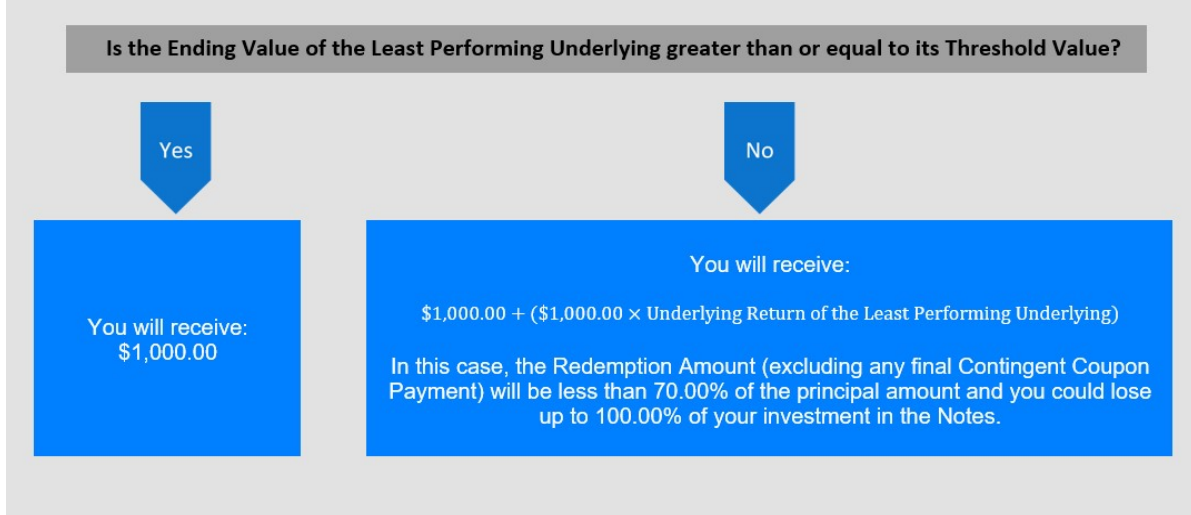 Is the Ending Value of the Least Performing Underlying greater than or equal to its Threshold Value?
Yes
No
You will receive:
$1,000.00
You will receive:
$1,000.00 + ($1,000.00 × Underlying Return of the Least Performing Underlying)
In this case, the Redemption Amount (excluding any final Contingent Coupon
Payment) will be less than 70.00% of the principal amount and you could lose
up to 100.00% of your investment in the Notes.